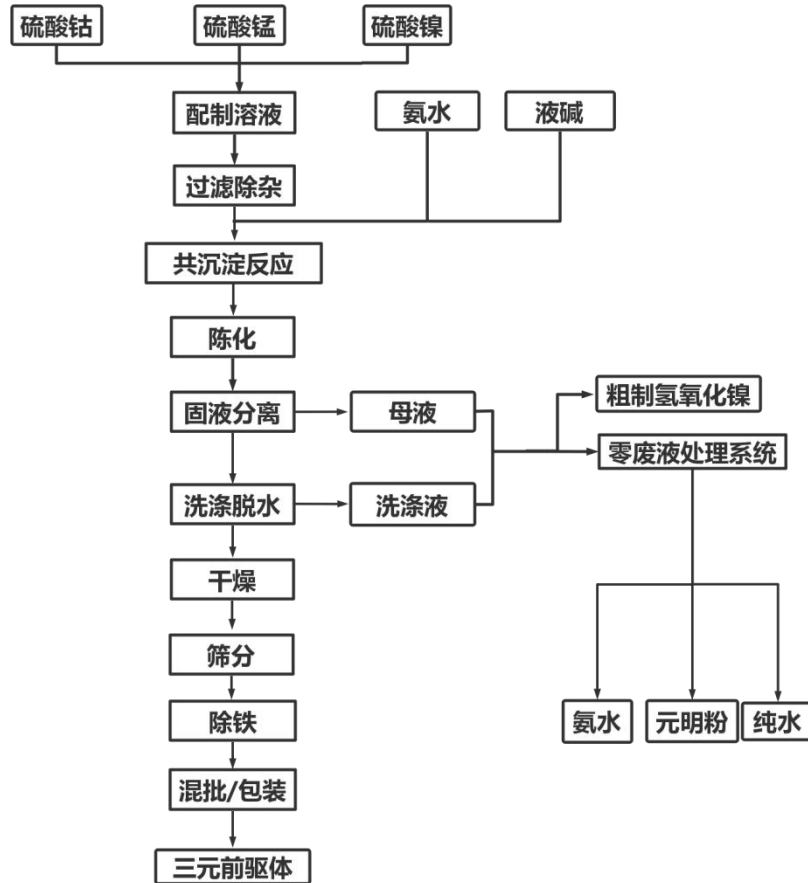 硫酸钴
硫酸锰
硫酸镍
配制溶液
氨水
液碱
过滤除杂
共沉淀反应
陈化
固液分离
母液
粗制氢氧化镍
零废液处理系统
洗涤脱水
洗涤液
干燥
筛分
除铁
氨水
元明粉
纯水
混批/包装
三元前驱体